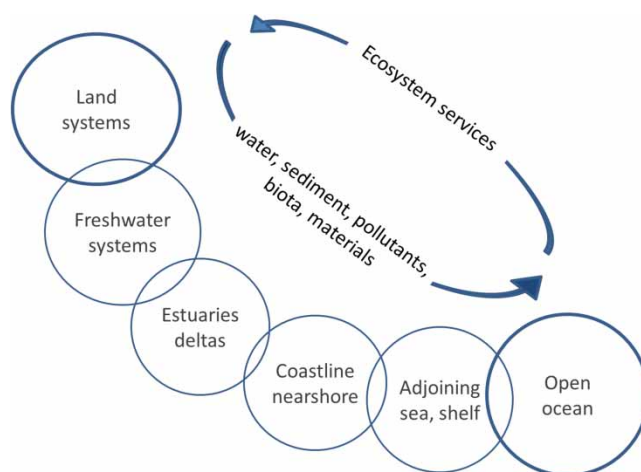 Land
systems
Freshwater
systems
Estuaries
deltas
Coastline
nearshore
Adjoining
sea, shelf
Open
ocean
Ecosystem services
water, sediment, pollutants,
biota, materials